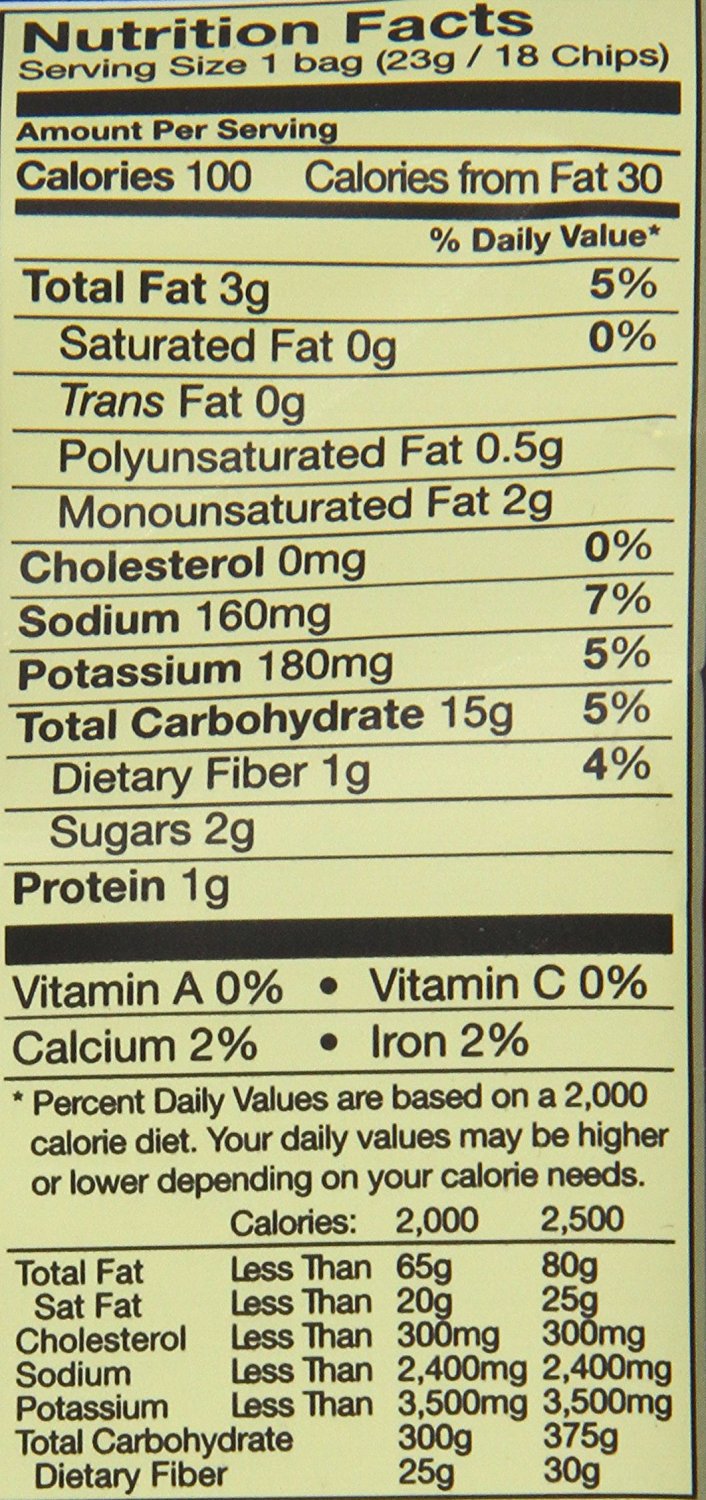 Nutrition Facts
Serving Size 1 bag (23g / 18 Chips)
Amount Per Serving
Calories 100 Calories from Fat 30
% Daily Value*
Total Fat 3g 5%
Saturated Fat 0g 0%
Trans Fat 0g
Polyunsaturated Fat 0.5g
Monounsaturated Fat 2g
Cholesterol 0mg 0%
Sodium 160mg 7%
Potassium 180mg 5%
Total Carbohydrate 15g 5%
Dietary Fiber 1g 4%
Sugars 2g
Protein 1g
Vitamin A 0% • Vitamin C 0%
Calcium 2% • Iron 2%
* Percent Daily Values are based on a 2,000
calorie diet. Your daily values may be higher
or lower depending on your calorie needs.
Calories: 2,000 2,500
Total Fat Less Than 65g 80g
Sat Fat Less Than 20g 25g
Cholesterol Less Than 300mg 300mg
Sodium Less Than 2,400mg 2,400mg
Potassium Less Than 3,500mg 3,500mg
Total Carbohydrate 300g 375g
Dietary Fiber 25g 30g